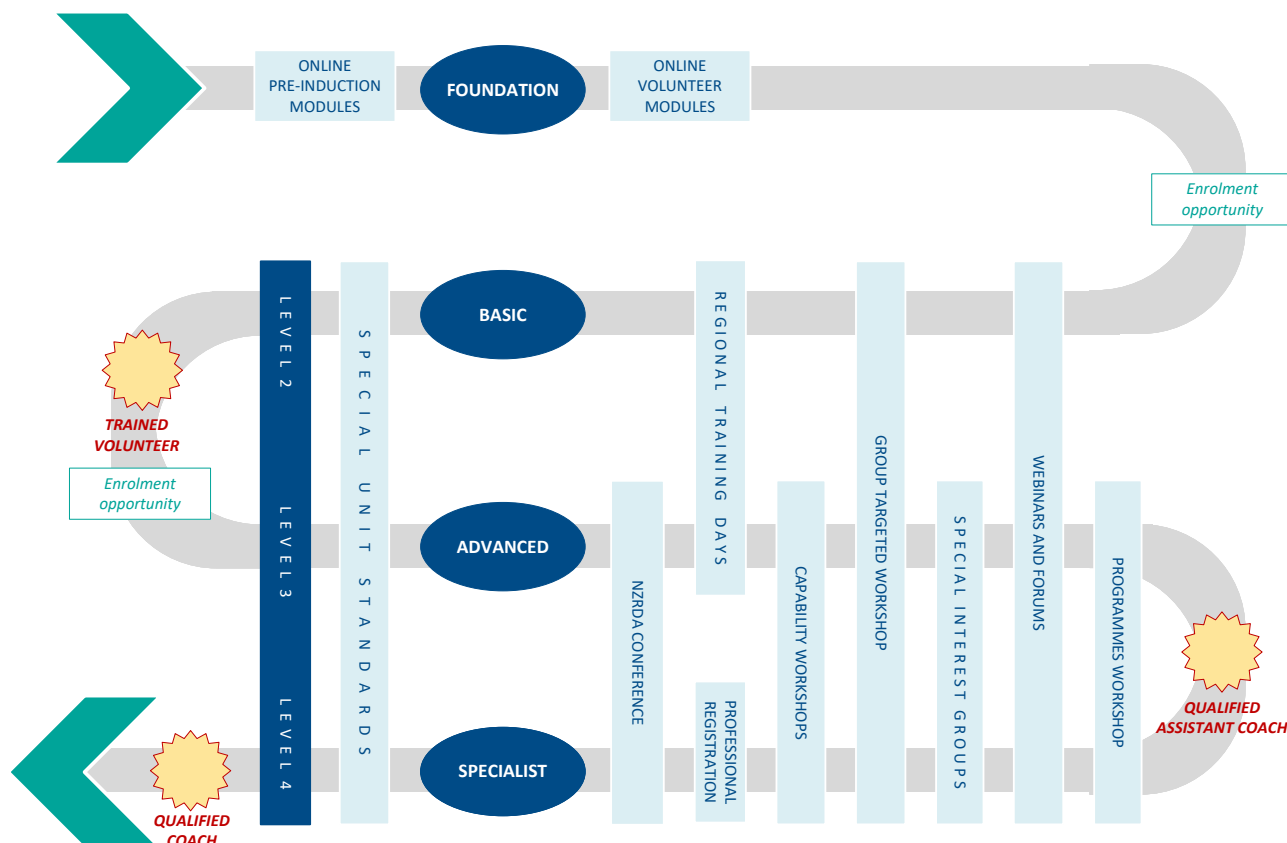 ONLINE
PRE-INDUCTION
MODULES
FOUNDATION
ONLINE
VOLUNTEER
MODULES
Enrolment
opportunity
LEVEL 2
LEVEL 3
LEVEL 4
SPECIAL UNIT STANDARDS
BASIC
REGIONAL TRAINING DAYS
GROUP TARGETED WORKSHOP
WEBINARS AND FORUMS
TRAINED
VOLUNTEER
Enrolment
opportunity
ADVANCED
NZRDA CONFERENCE
CAPABILITY WORKSHOPS
SPECIAL INTEREST GROUPS
PROGRAMMES WORKSHOP
QUALIFIED
ASSISTANT COACH
PROFESSIONAL
REGISTRATION
SPECIALIST
QUALIFIED
COACH